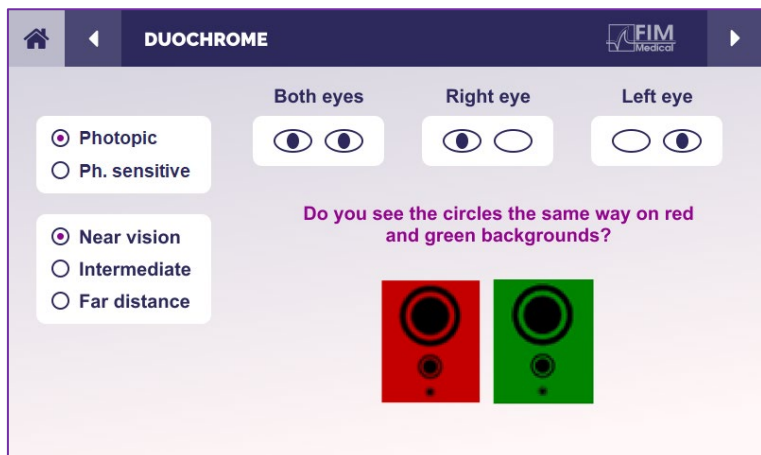 DUOCHROME
FIM
Medical
Both eyes
Right eye
Left eye
Photopic
Ph. sensitive
Near vision
Intermediate
Far distance
Do you see the circles the same way on red
and green backgrounds?